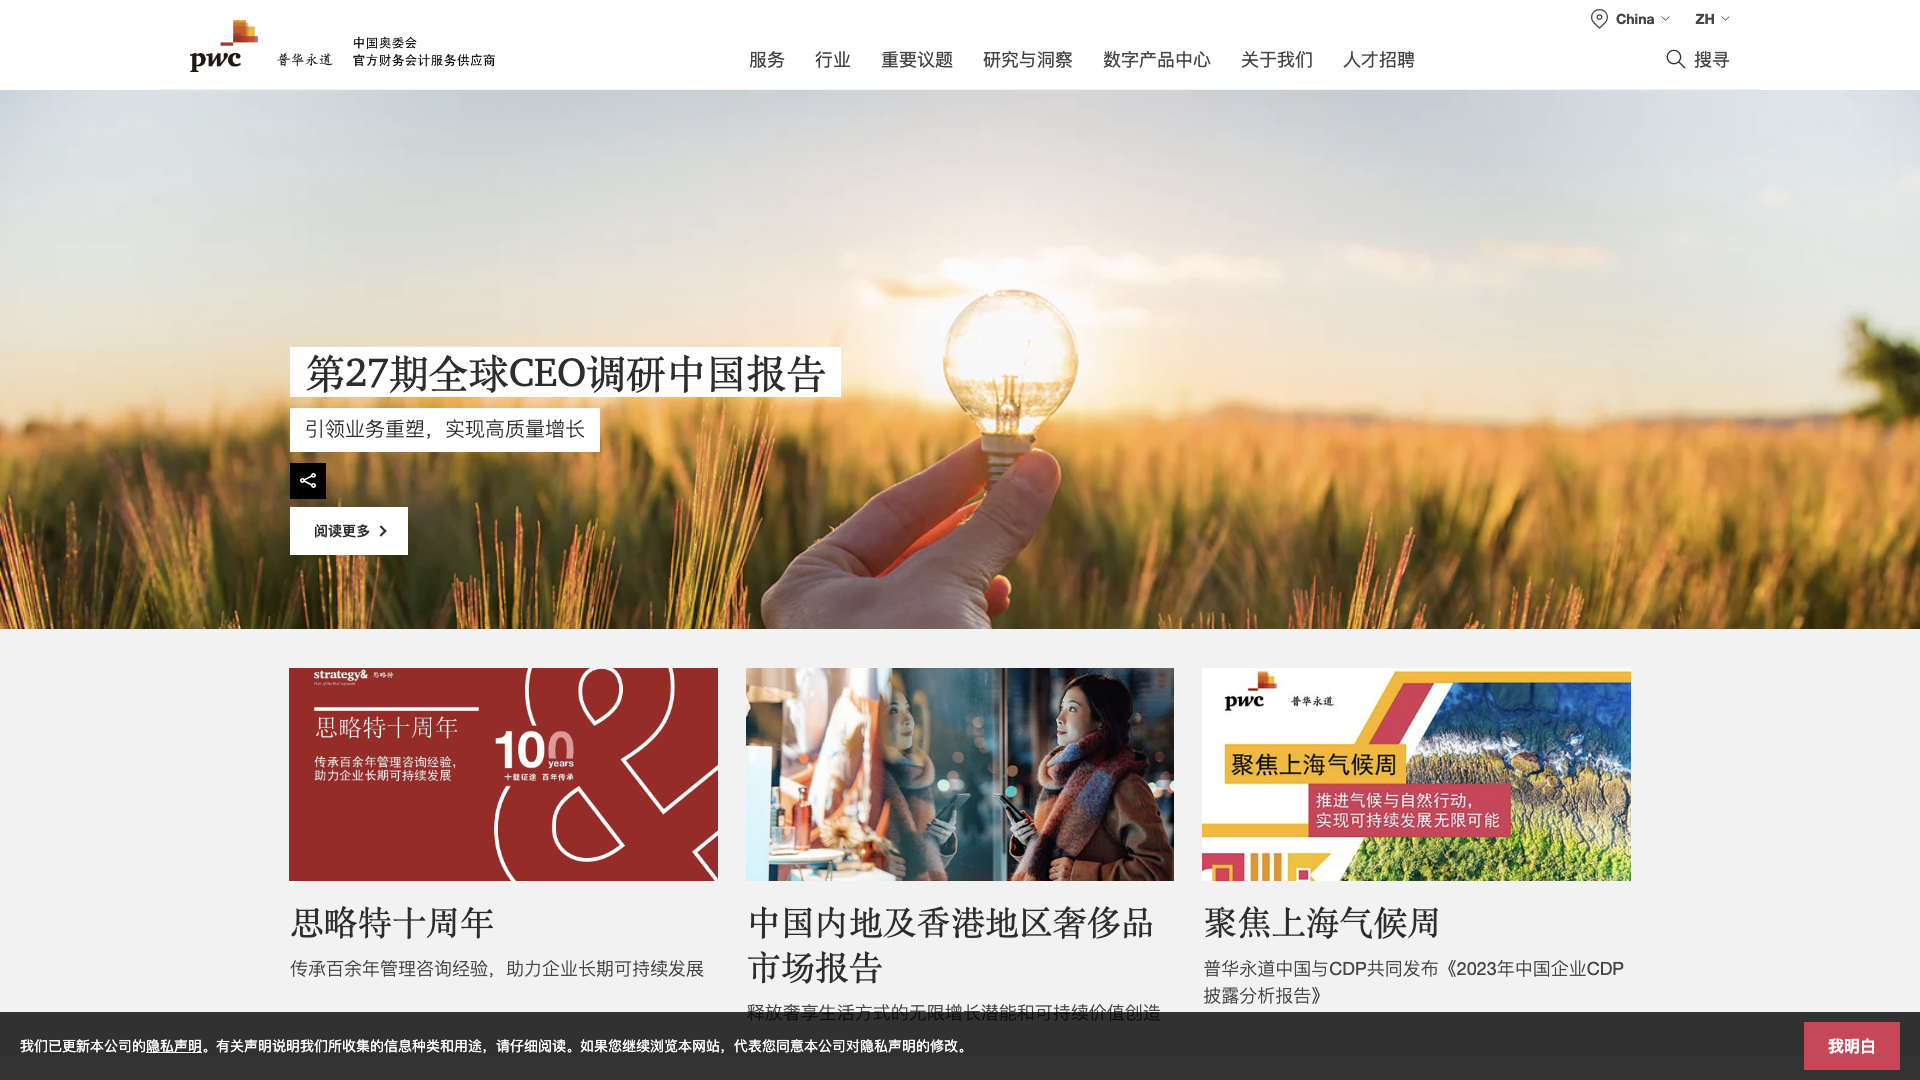 China
ZH
pwc
普华永道
中国奥委会
官方财务会计服务供应商
服务
行业
重要议题
研究与洞察
数字产品中心
关于我们
人才招聘
搜寻
第27期全球CEO调研中国报告
引领业务重塑，实现高质量增长
阅读更多
strategy& 思略特
思略特十周年
传承百余年管理咨询经验，
助力企业长期可持续发展
100
years
十载征途 百年传承
pwc
普华永道
聚焦上海气候周
推进气候与自然行动，
实现可持续发展无限可能
思略特十周年
传承百余年管理咨询经验，助力企业长期可持续发展
中国内地及香港地区奢侈品
市场报告
释放奢享生活方式的无限增长潜能和可持续价值创造
聚焦上海气候周
普华永道中国与CDP共同发布《2023年中国企业CDP
披露分析报告》
我们已更新本公司的隐私声明。有关声明说明我们所收集的信息种类和用途，请仔细阅读。如果您继续浏览本网站，代表您同意本公司对隐私声明的修改。
我明白